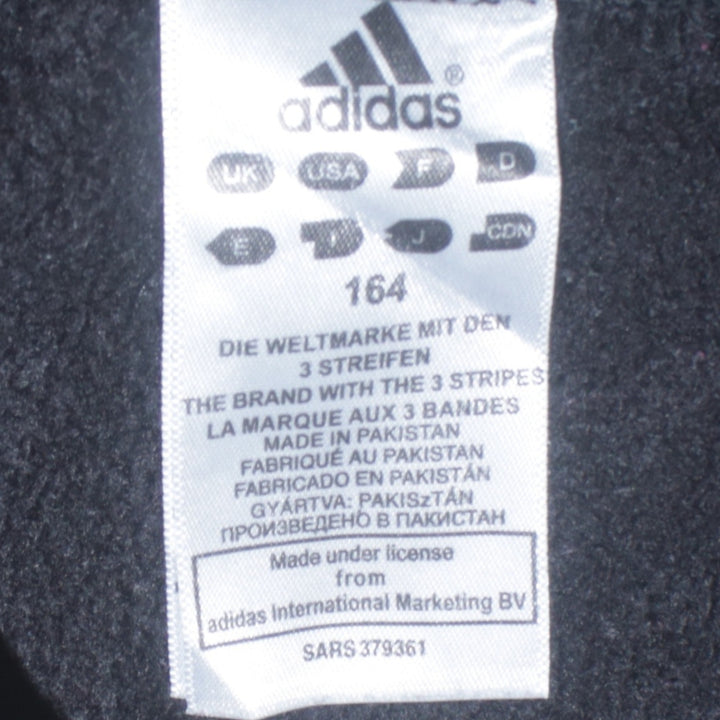 adidas®
UK USA F D
E I J CDN
164
DIE WELTMARKE MIT DEN
3 STREIFEN
THE BRAND WITH THE 3 STRIPES
LA MARQUE AUX 3 BANDES
MADE IN PAKISTAN
FABRIQUÉ AU PAKISTAN
FABRICADO EN PAKISTÁN
GYÁRTVA: PAKISzTÁN
ПРОИЗВЕДЕНО В ПАКИСТАН
Made under license
from
adidas International Marketing BV
SARS 379361